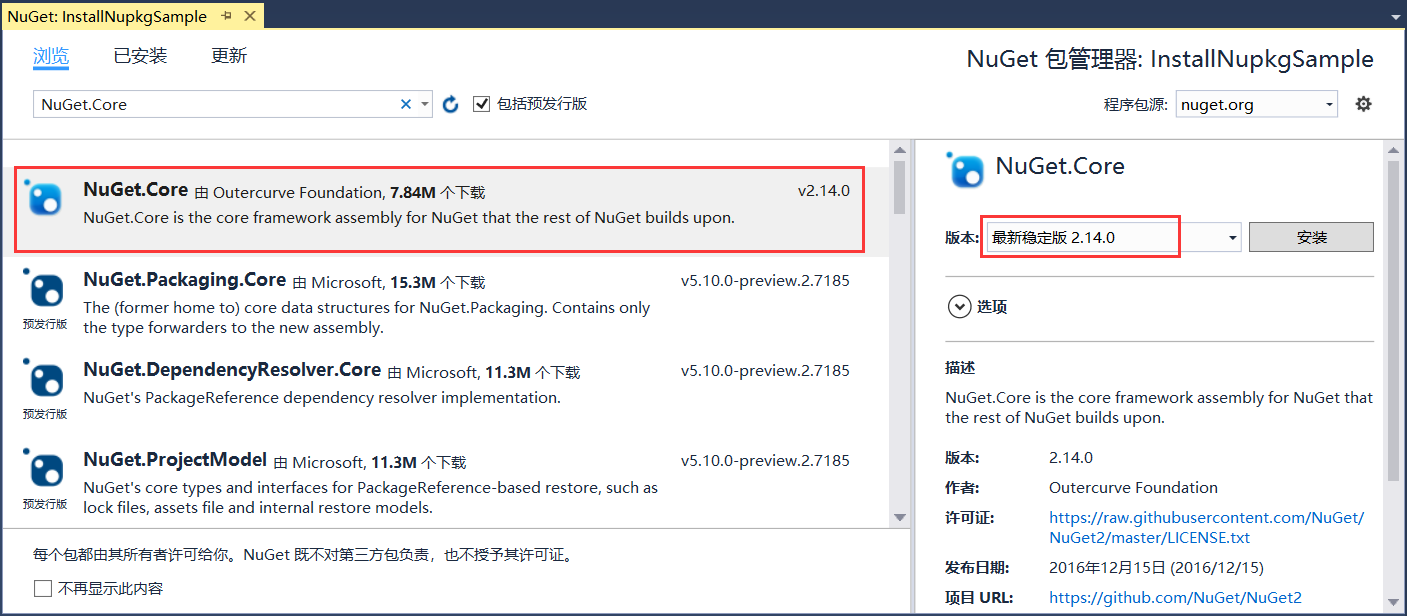 NuGet: InstallNupkgSample
浏览 已安装 更新
NuGet 包管理器: InstallNupkgSample
NuGet.Core
包括预发行版
程序包源: nuget.org
NuGet.Core 由 Outercurve Foundation, 7.84M 个下载 v2.14.0
NuGet.Core is the core framework assembly for NuGet that the rest of NuGet builds upon.
NuGet.Packaging.Core 由 Microsoft, 15.3M 个下载 v5.10.0-preview.2.7185
The (former home to) core data structures for NuGet.Packaging. Contains only
the type forwarders to the new assembly.
预发行版
NuGet.DependencyResolver.Core 由 Microsoft, 11.3M 个下载 v5.10.0-preview.2.7185
NuGet's PackageReference dependency resolver implementation.
预发行版
NuGet.ProjectModel 由 Microsoft, 11.3M 个下载 v5.10.0-preview.2.7185
NuGet's core types and interfaces for PackageReference-based restore, such as
lock files, assets file and internal restore models.
预发行版
每个包都由其所有者许可给你。NuGet 既不对第三方包负责，也不授予其许可证。
不再显示此内容
NuGet.Core
版本: 最新稳定版 2.14.0 安装
选项
描述
NuGet.Core is the core framework assembly for NuGet that
the rest of NuGet builds upon.
版本: 2.14.0
作者: Outercurve Foundation
许可证: https://raw.githubusercontent.com/NuGet/
NuGet2/master/LICENSE.txt
发布日期: 2016年12月15日 (2016/12/15)
项目 URL: https://github.com/NuGet/NuGet2